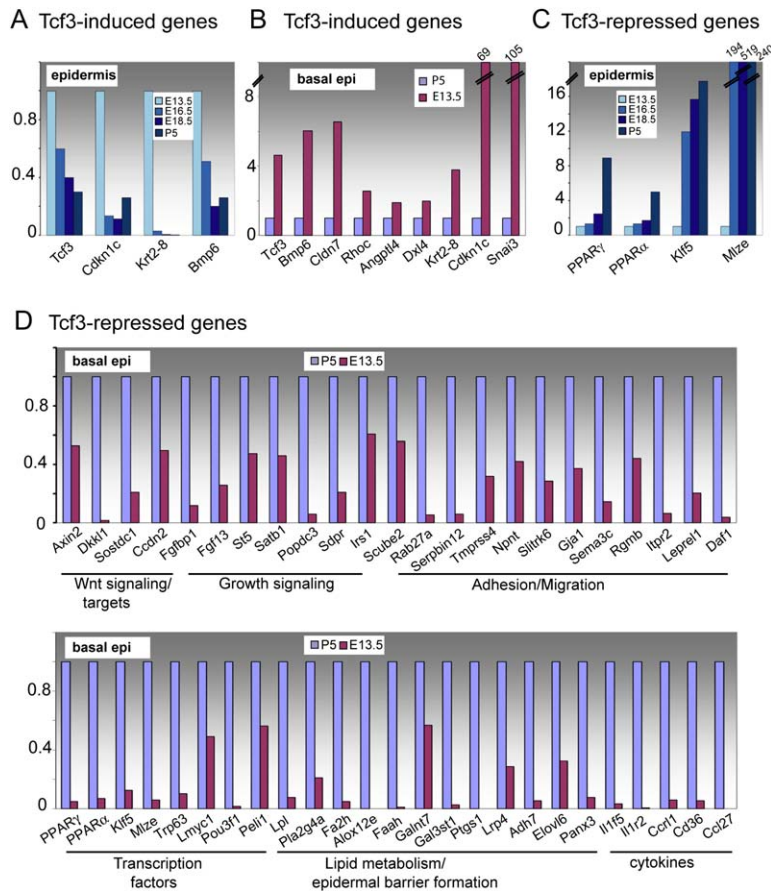 A Tcf3-induced genes
epidermis
E13.5
E16.5
E18.5
P5
0.8
0.4
0
Tcf3 Cdkn1c Krt2-8 Bmp6
B Tcf3-induced genes
69 105
basal epi
P5
E13.5
8
4
0
Tcf3 Bmp6 Cldn7 Rhoc Angptl4 Dxl4 Krt2-8 Cdkn1c Snai3
C Tcf3-repressed genes
194 519 240
epidermis
E13.5
E16.5
E18.5
P5
16
12
8
4
0
PPARγ PPARα Klf5 Mlze
D Tcf3-repressed genes
basal epi P5 E13.5
0.8
0.4
0
Axin2 Dkkl1 Sostdc1 Ccdn2 Fgfbp1 Fgf13 St5 Satb1 Popdc3 Sdpr Irs1 Scube2 Rab27a Serpbin12 Tmprss4 Npnt Slitrk6 Gja1 Sema3c Rgmb Itpr2 Leprel1 Daf1
Wnt signaling/ Growth signaling Adhesion/Migration
targets
basal epi P5 E13.5
0.8
0.4
0
PPARγ PPARα Klf5 Mlze Trp63 Lmyc1 Pou3f1 Peli1 Lpl Pla2g4a Fa2h Alox12e Faah Galnt7 Gal3st1 Ptgs1 Lrp4 Adh7 Elovl6 Panx3 Il1f5 Il1r2 Ccrl1 Cd36 Ccl27
Transcription Lipid metabolism/ cytokines
factors epidermal barrier formation